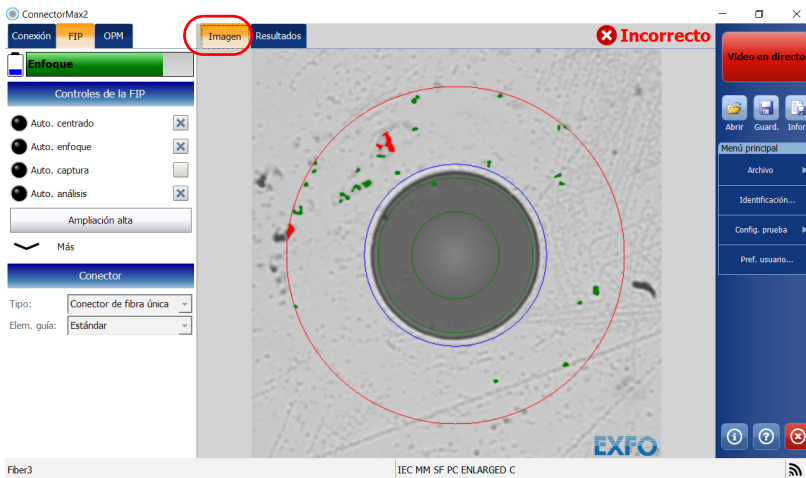 ConnectorMax2
Conexión FIP OPM
Imagen Resultados
Incorrecto
Enfoque
Controles de la FIP
Auto. centrado
Auto. enfoque
Auto. captura
Auto. análisis
Ampliación alta
Más
Conector
Tipo: Conector de fibra única
Elem. guía: Estándar
EXFO
Vídeo en directo
Abrir Guard. Infor
Menú principal
Archivo
Identificación...
Config. prueba
Pref. usuario...
Fiber3
IEC MM SF PC ENLARGED C